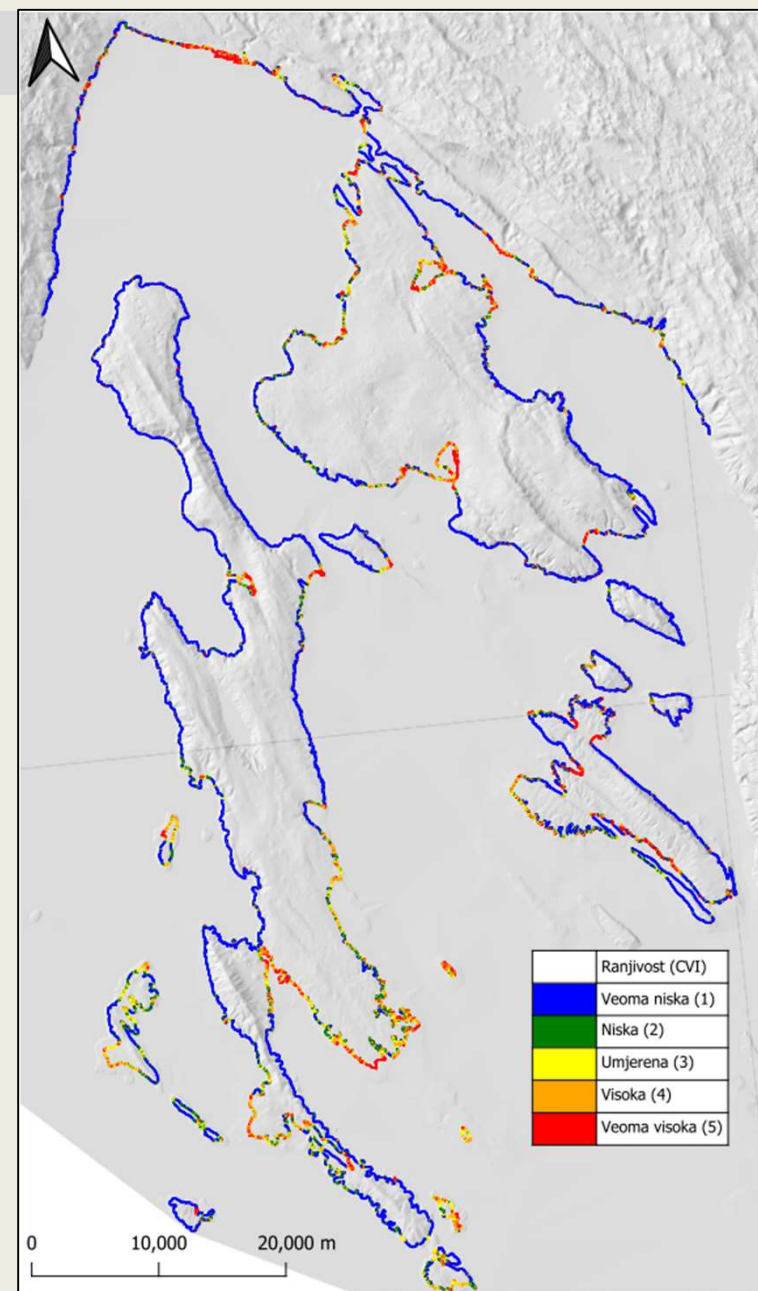 Ranjivost (CVI)
Veoma niska (1)
Niska (2)
Umjerena (3)
Visoka (4)
Veoma visoka (5)
0 10,000 20,000 m